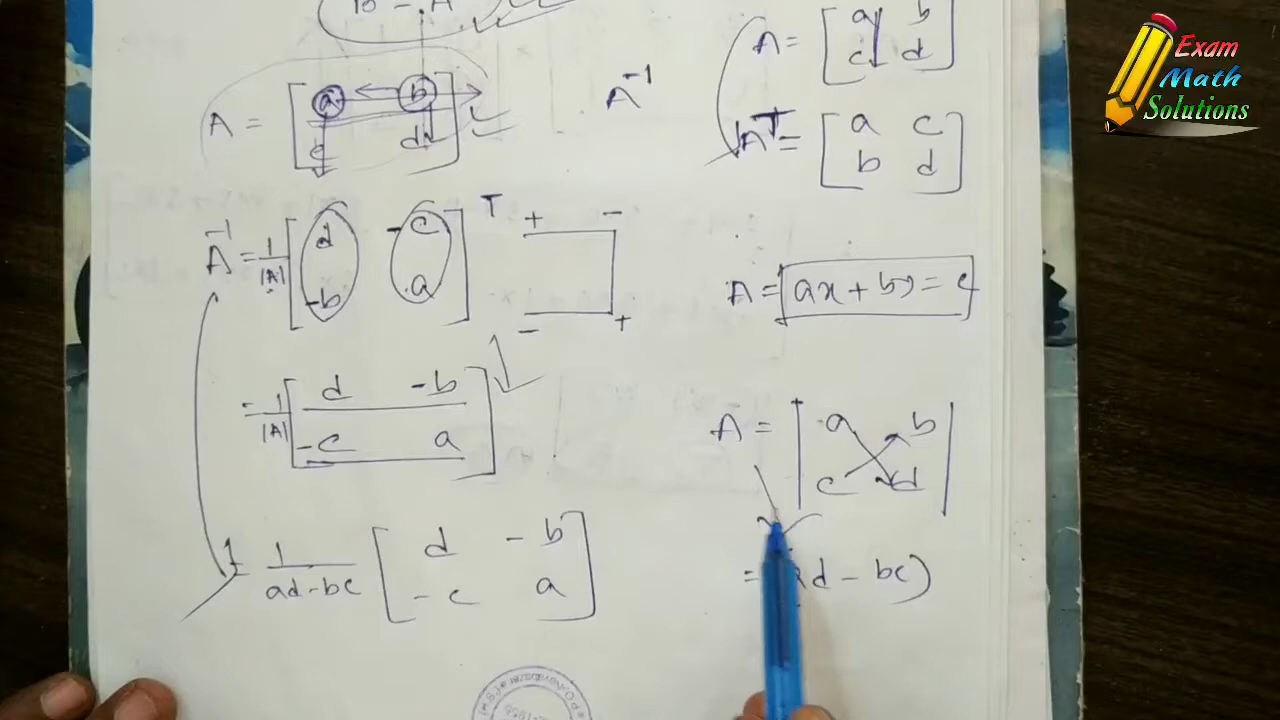 A = [a b
c d]
A⁻¹
A⁻¹ = 1/|A| [d -c
-b a]ᵀ
+ -
- +
= 1/|A| [d -b
-c a]
= 1/ad-bc [d -b
-c a]
A = [a b
c d]
Aᵀ = [a c
b d]
A = ax + by = c
A = |a b
c d|
= (ad - bc)
Exam
Math
Solutions